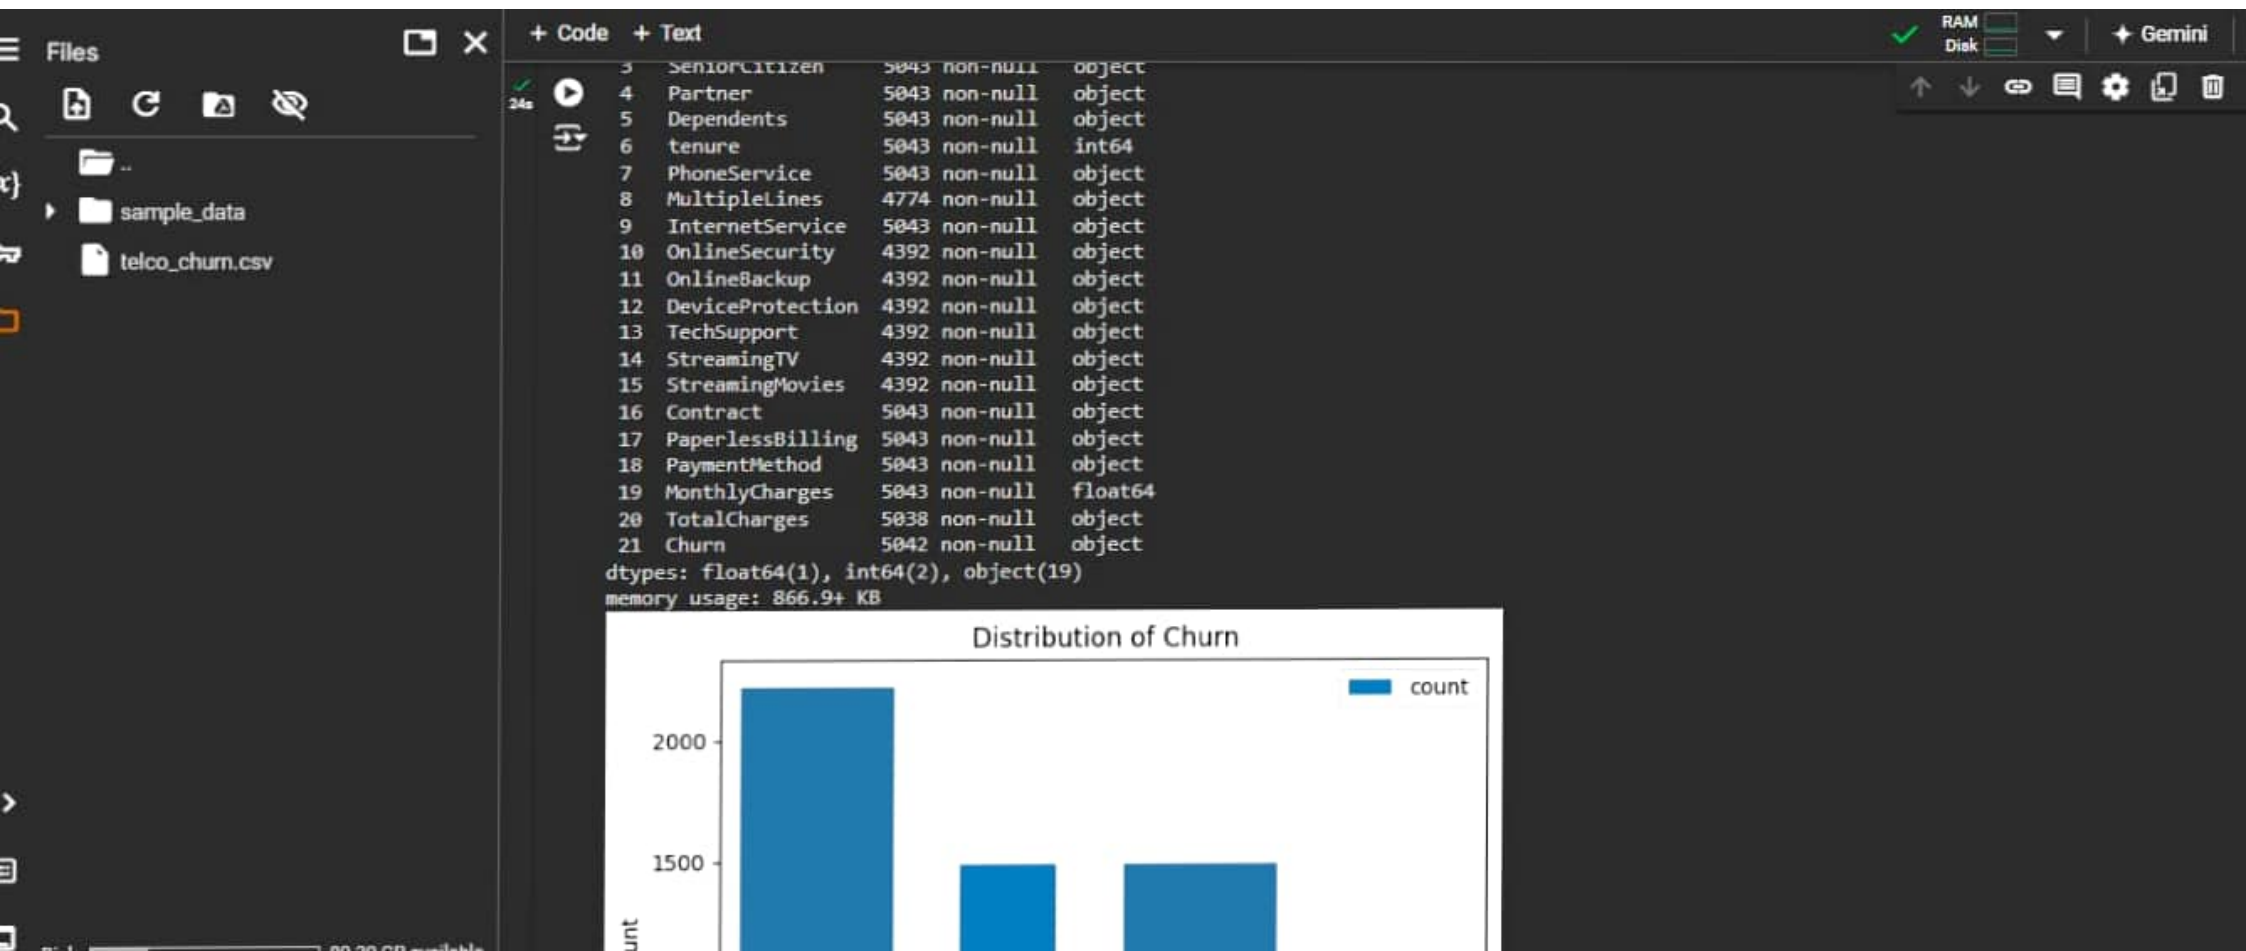 Files
+ Code + Text
RAM
Disk
Gemini
24s
..
sample_data
telco_churn.csv
3 SeniorCitizen 5043 non-null object
4 Partner 5043 non-null object
5 Dependents 5043 non-null object
6 tenure 5043 non-null int64
7 PhoneService 5043 non-null object
8 MultipleLines 4774 non-null object
9 InternetService 5043 non-null object
10 OnlineSecurity 4392 non-null object
11 OnlineBackup 4392 non-null object
12 DeviceProtection 4392 non-null object
13 TechSupport 4392 non-null object
14 StreamingTV 4392 non-null object
15 StreamingMovies 4392 non-null object
16 Contract 5043 non-null object
17 PaperlessBilling 5043 non-null object
18 PaymentMethod 5043 non-null object
19 MonthlyCharges 5043 non-null float64
20 TotalCharges 5038 non-null object
21 Churn 5042 non-null object
dtypes: float64(1), int64(2), object(19)
memory usage: 866.9+ KB
Distribution of Churn
count
2000
1500